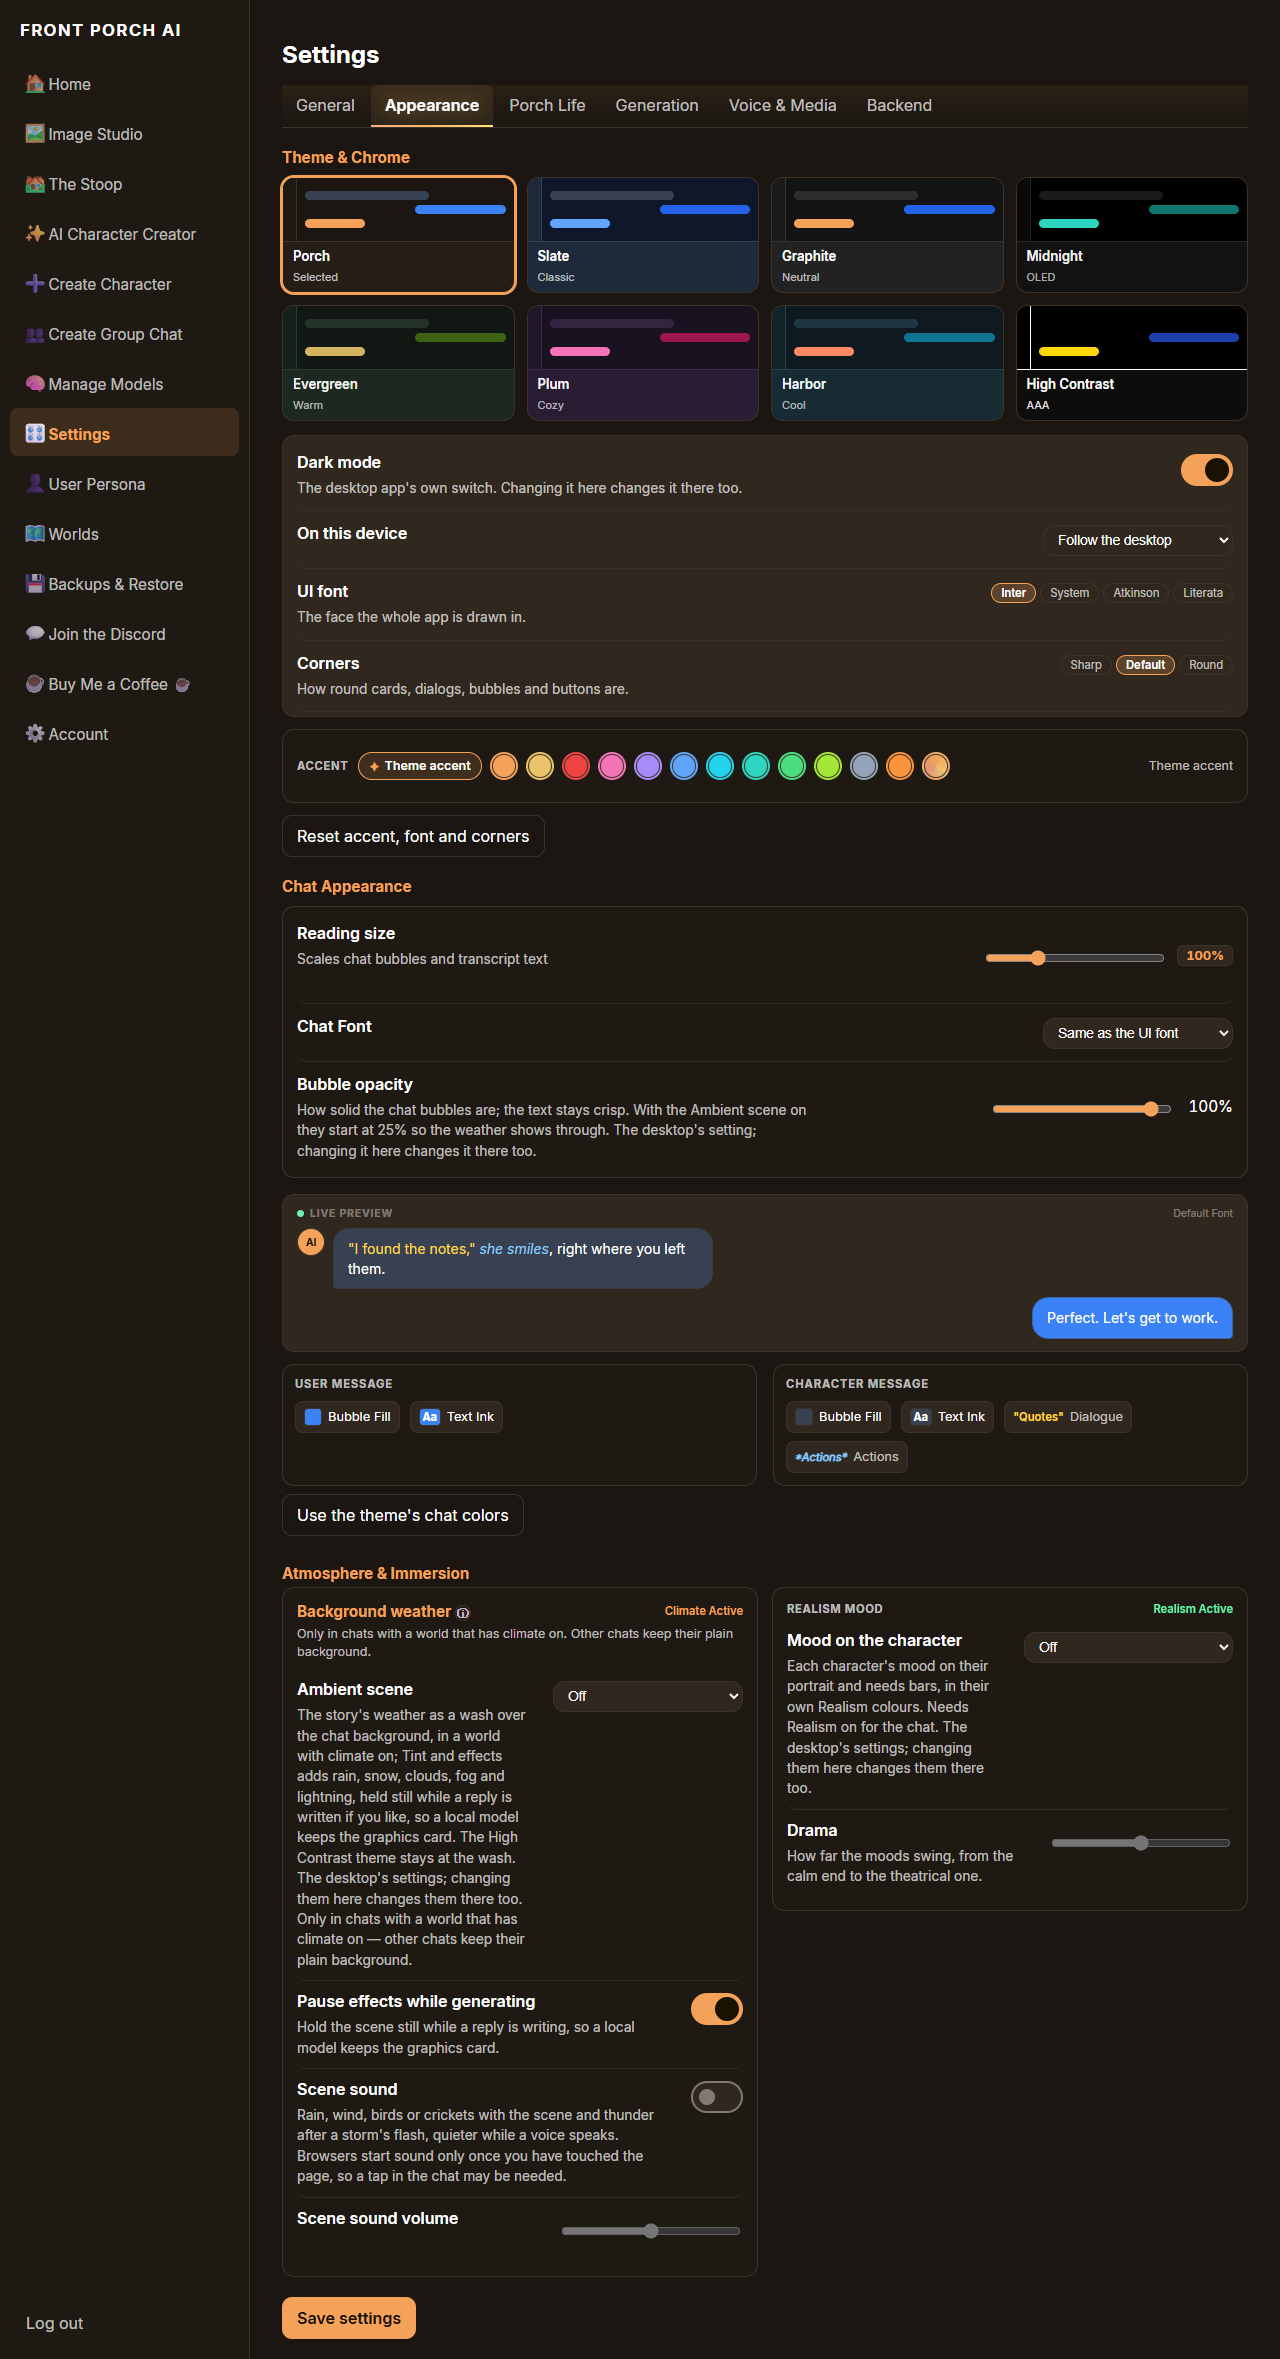 FRONT PORCH AI
Home
Image Studio
The Stoop
AI Character Creator
Create Character
Create Group Chat
Manage Models
Settings
User Persona
Worlds
Backups & Restore
Join the Discord
Buy Me a Coffee
Account
Log out
Settings
General Appearance Porch Life Generation Voice & Media Backend
Theme & Chrome
Porch
Selected
Slate
Classic
Graphite
Neutral
Midnight
OLED
Evergreen
Warm
Plum
Cozy
Harbor
Cool
High Contrast
AAA
Dark mode
The desktop app's own switch. Changing it here changes it there too.
On this device
Follow the desktop
UI font
Inter System Atkinson Literata
The face the whole app is drawn in.
Corners
Sharp Default Round
How round cards, dialogs, bubbles and buttons are.
ACCENT Theme accent Theme accent
Reset accent, font and corners
Chat Appearance
Reading size
Scales chat bubbles and transcript text
100%
Chat Font
Same as the UI font
Bubble opacity
How solid the chat bubbles are; the text stays crisp. With the Ambient scene on
they start at 25% so the weather shows through. The desktop's setting;
changing it here changes it there too.
100%
LIVE PREVIEW
Default Font
AI
"I found the notes," she smiles, right where you left
them.
Perfect. Let's get to work.
USER MESSAGE
Bubble Fill
Aa Text Ink
CHARACTER MESSAGE
Bubble Fill
Aa Text Ink
"Quotes" Dialogue
*Actions* Actions
Use the theme's chat colors
Atmosphere & Immersion
Background weather
Climate Active
Only in chats with a world that has climate on. Other chats keep their plain
background.
Ambient scene
Off
The story's weather as a wash over
the chat background, in a world
with climate on; Tint and effects
adds rain, snow, clouds, fog and
lightning, held still while a reply is
written if you like, so a local model
keeps the graphics card. The High
Contrast theme stays at the wash.
The desktop's settings; changing
them here changes them there too.
Only in chats with a world that has
climate on — other chats keep their
plain background.
Pause effects while generating
Hold the scene still while a reply is writing, so a local
model keeps the graphics card.
Scene sound
Rain, wind, birds or crickets with the scene and thunder
after a storm's flash, quieter while a voice speaks.
Browsers start sound only once you have touched the
page, so a tap in the chat may be needed.
Scene sound volume
REALISM MOOD
Realism Active
Mood on the character
Off
Each character's mood on their
portrait and needs bars, in their
own Realism colours. Needs
Realism on for the chat. The
desktop's settings; changing
them here changes them there
too.
Drama
How far the moods swing, from the
calm end to the theatrical one.
Save settings